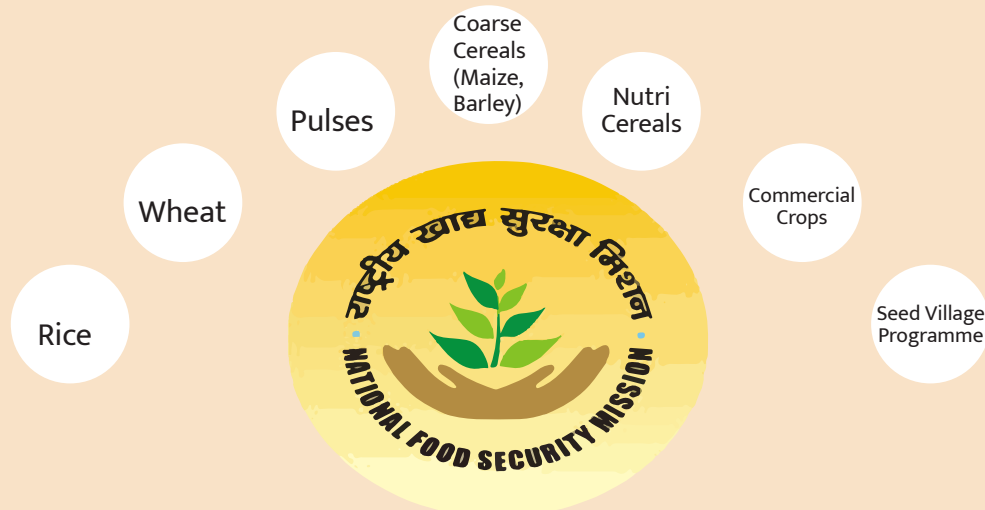 Coarse
Cereals
(Maize,
Barley)
Pulses
Nutri
Cereals
Wheat
Commercial
Crops
Rice
Seed Village
Programme
राष्ट्रीय खाद्य सुरक्षा मिशन
NATIONAL FOOD SECURITY MISSION